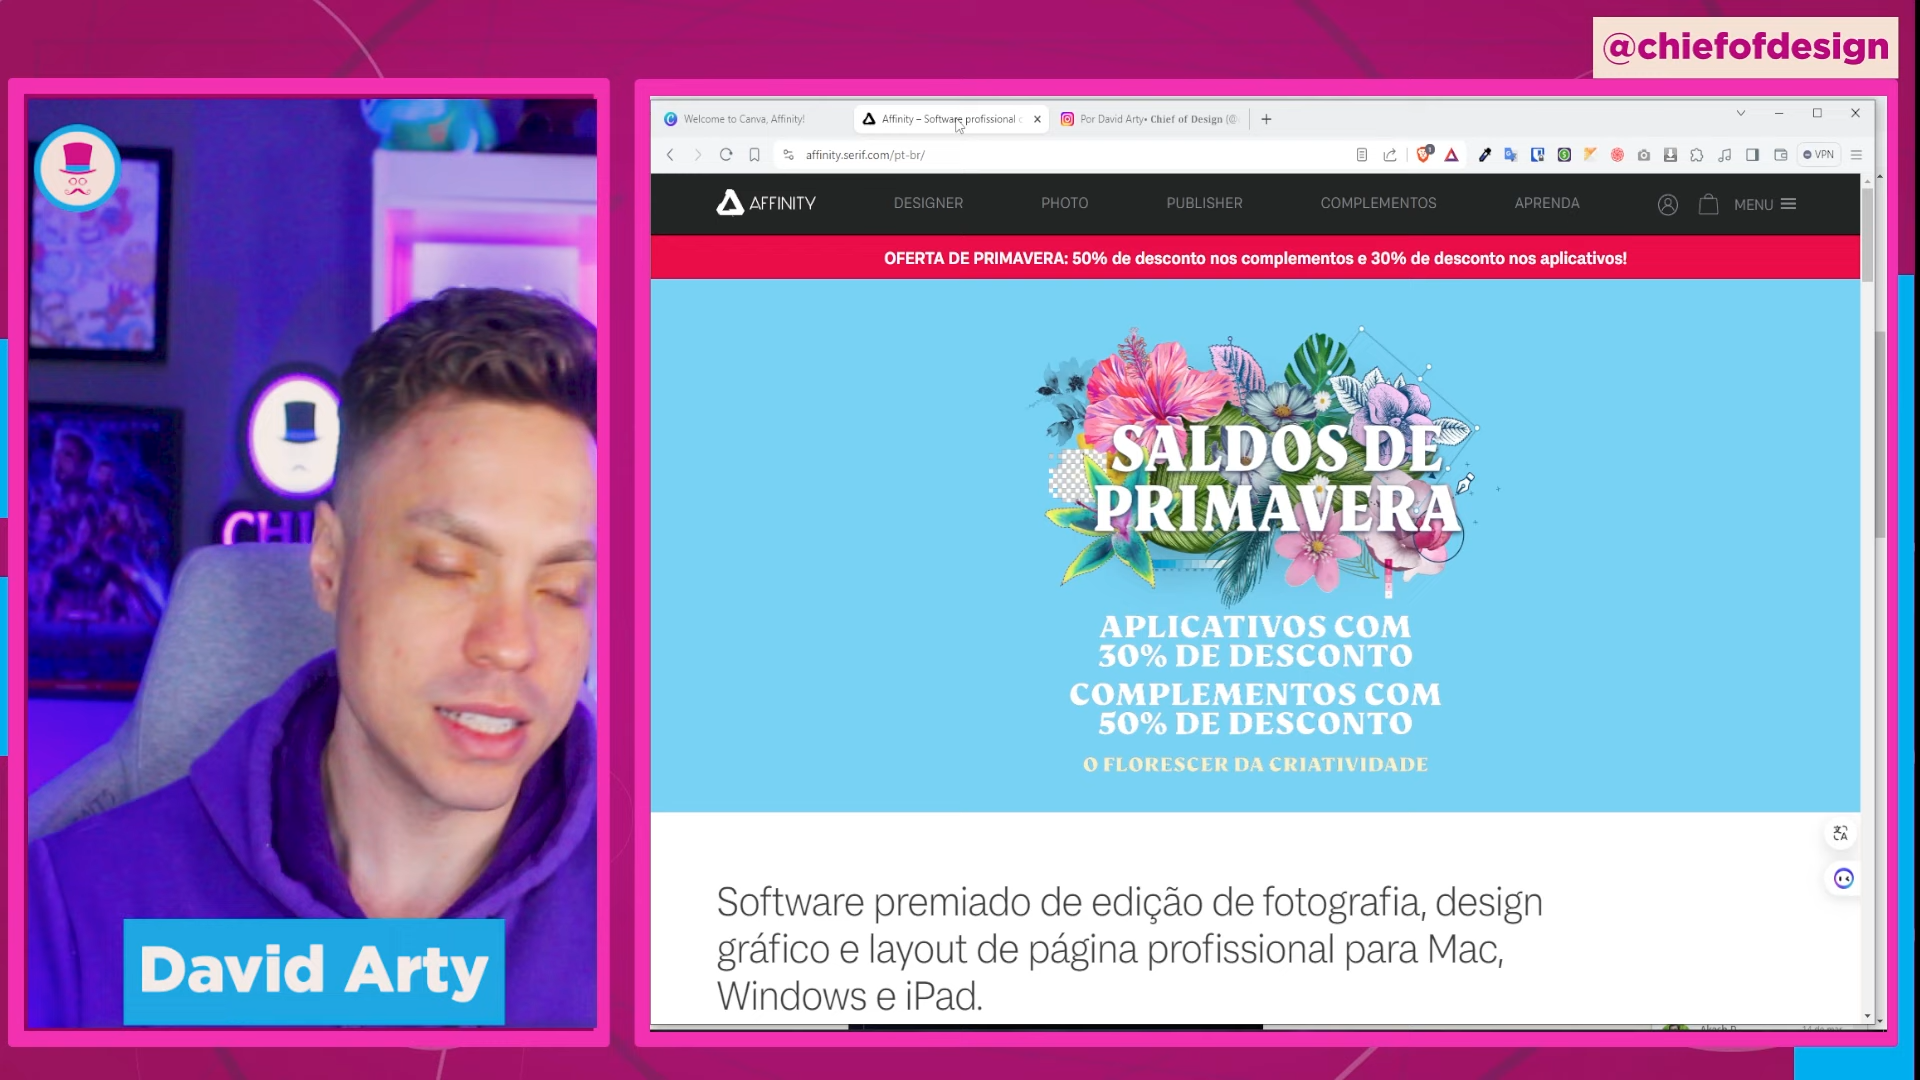 @chiefofdesign
Welcome to Canva, Affinity!
Affinity – Software profissional
Por David Arty• Chief of Design (@
affinity.serif.com/pt-br/
VPN
AFFINITY
DESIGNER
PHOTO
PUBLISHER
COMPLEMENTOS
APRENDA
MENU
OFERTA DE PRIMAVERA: 50% de desconto nos complementos e 30% de desconto nos aplicativos!
SALDOS DE
PRIMAVERA
APLICATIVOS COM
30% DE DESCONTO
COMPLEMENTOS COM
50% DE DESCONTO
O FLORESCER DA CRIATIVIDADE
Software premiado de edição de fotografia, design
gráfico e layout de página profissional para Mac,
Windows e iPad.
CHI
David Arty